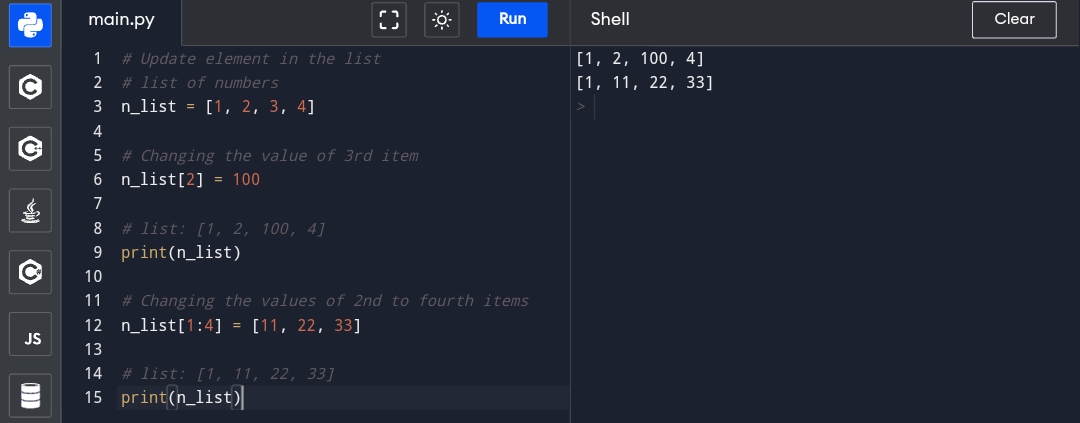 main.py
Run
Shell
Clear
1 # Update element in the list
2 # list of numbers
3 n_list = [1, 2, 3, 4]
4
5 # Changing the value of 3rd item
6 n_list[2] = 100
7
8 # list: [1, 2, 100, 4]
9 print(n_list)
10
11 # Changing the values of 2nd to fourth items
12 n_list[1:4] = [11, 22, 33]
13
14 # list: [1, 11, 22, 33]
15 print(n_list)
[1, 2, 100, 4]
[1, 11, 22, 33]
>
C
C
C
JS